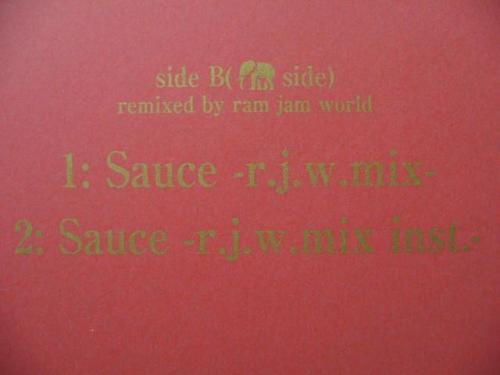 side B( side)
remixed by ram jam world
1: Sauce -r.j.w.mix-
2: Sauce -r.j.w.mix inst.-